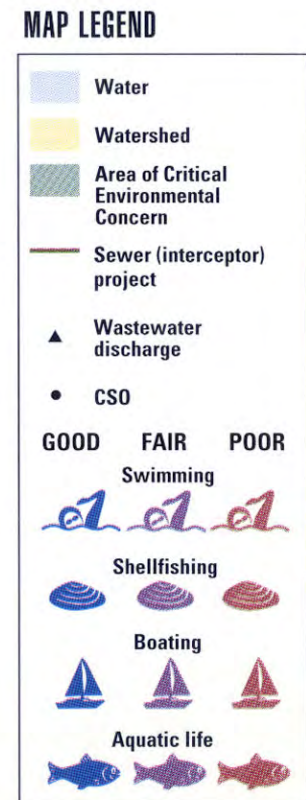 MAP LEGEND
Water
Watershed
Area of Critical
Environmental
Concern
Sewer (interceptor)
project
Wastewater
discharge
CSO
GOOD FAIR POOR
Swimming
Shellfishing
Boating
Aquatic life